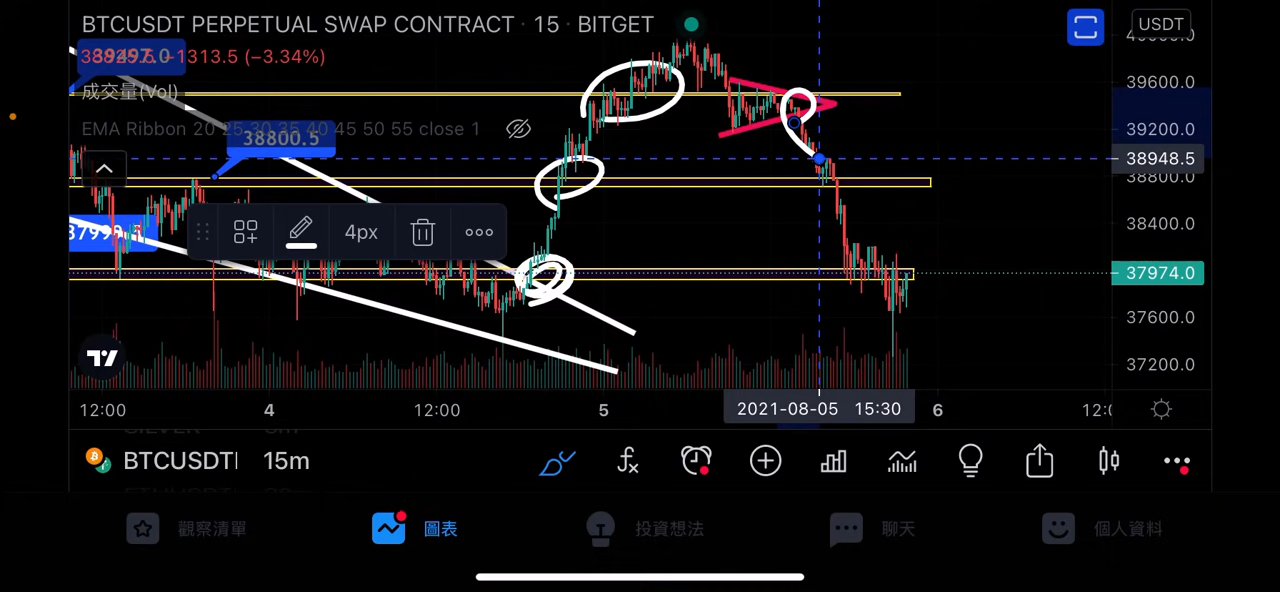 BTCUSDT PERPETUAL SWAP CONTRACT · 15 · BITGET
USDT
−1313.5 (−3.34%)
39600.0
成交量(Vol)
EMA Ribbon 20 25 30 35 40 45 50 55 close 1
39200.0
38800.5
38948.5
38800.0
4px
38400.0
37974.0
37600.0
37200.0
12:00
4
12:00
5
2021-08-05 15:30
6
BTCUSDT
15m
觀察清單
圖表
投資想法
聊天
個人資料